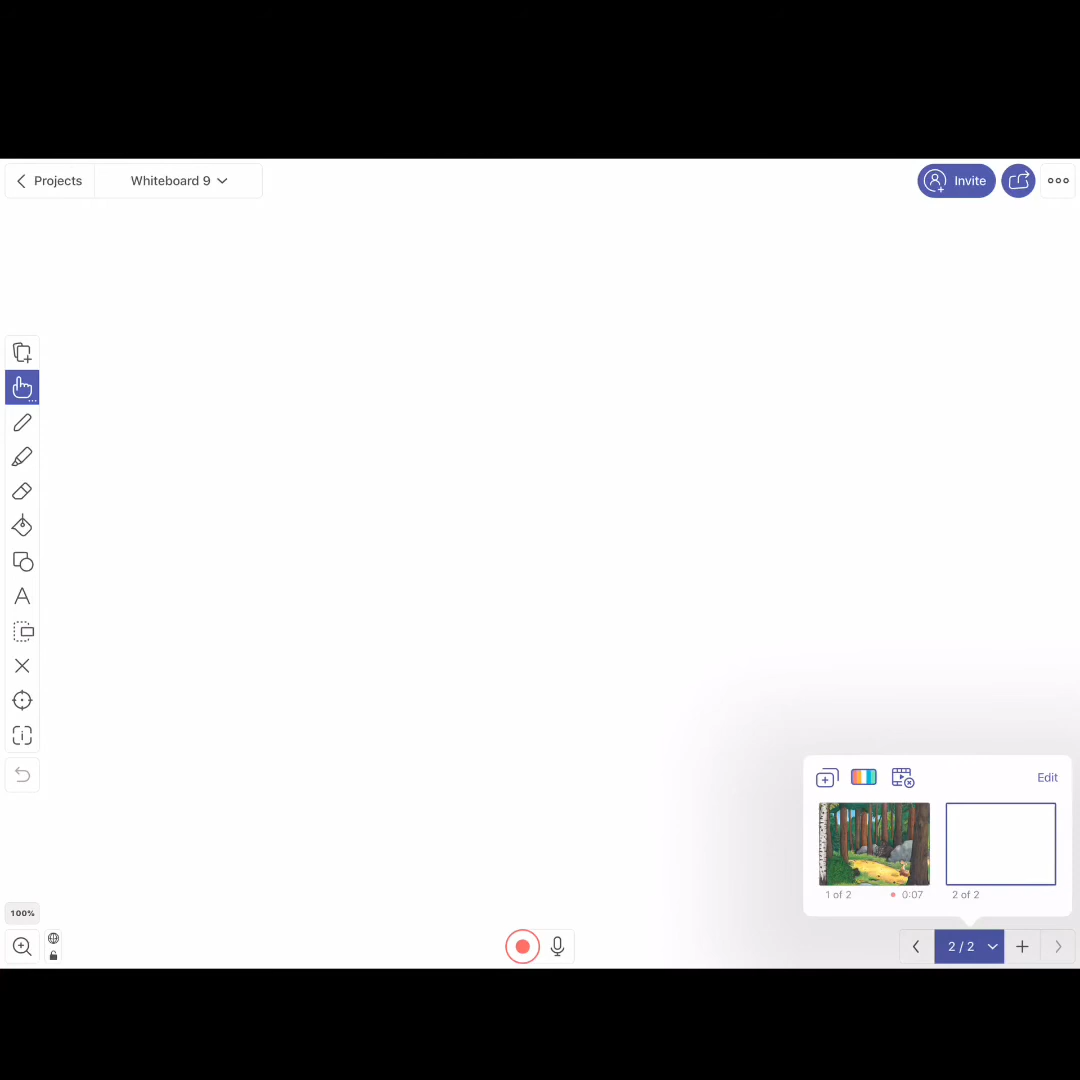 Projects
Whiteboard 9
Invite
A
Edit
1 of 2
0:07
2 of 2
100%
2 / 2